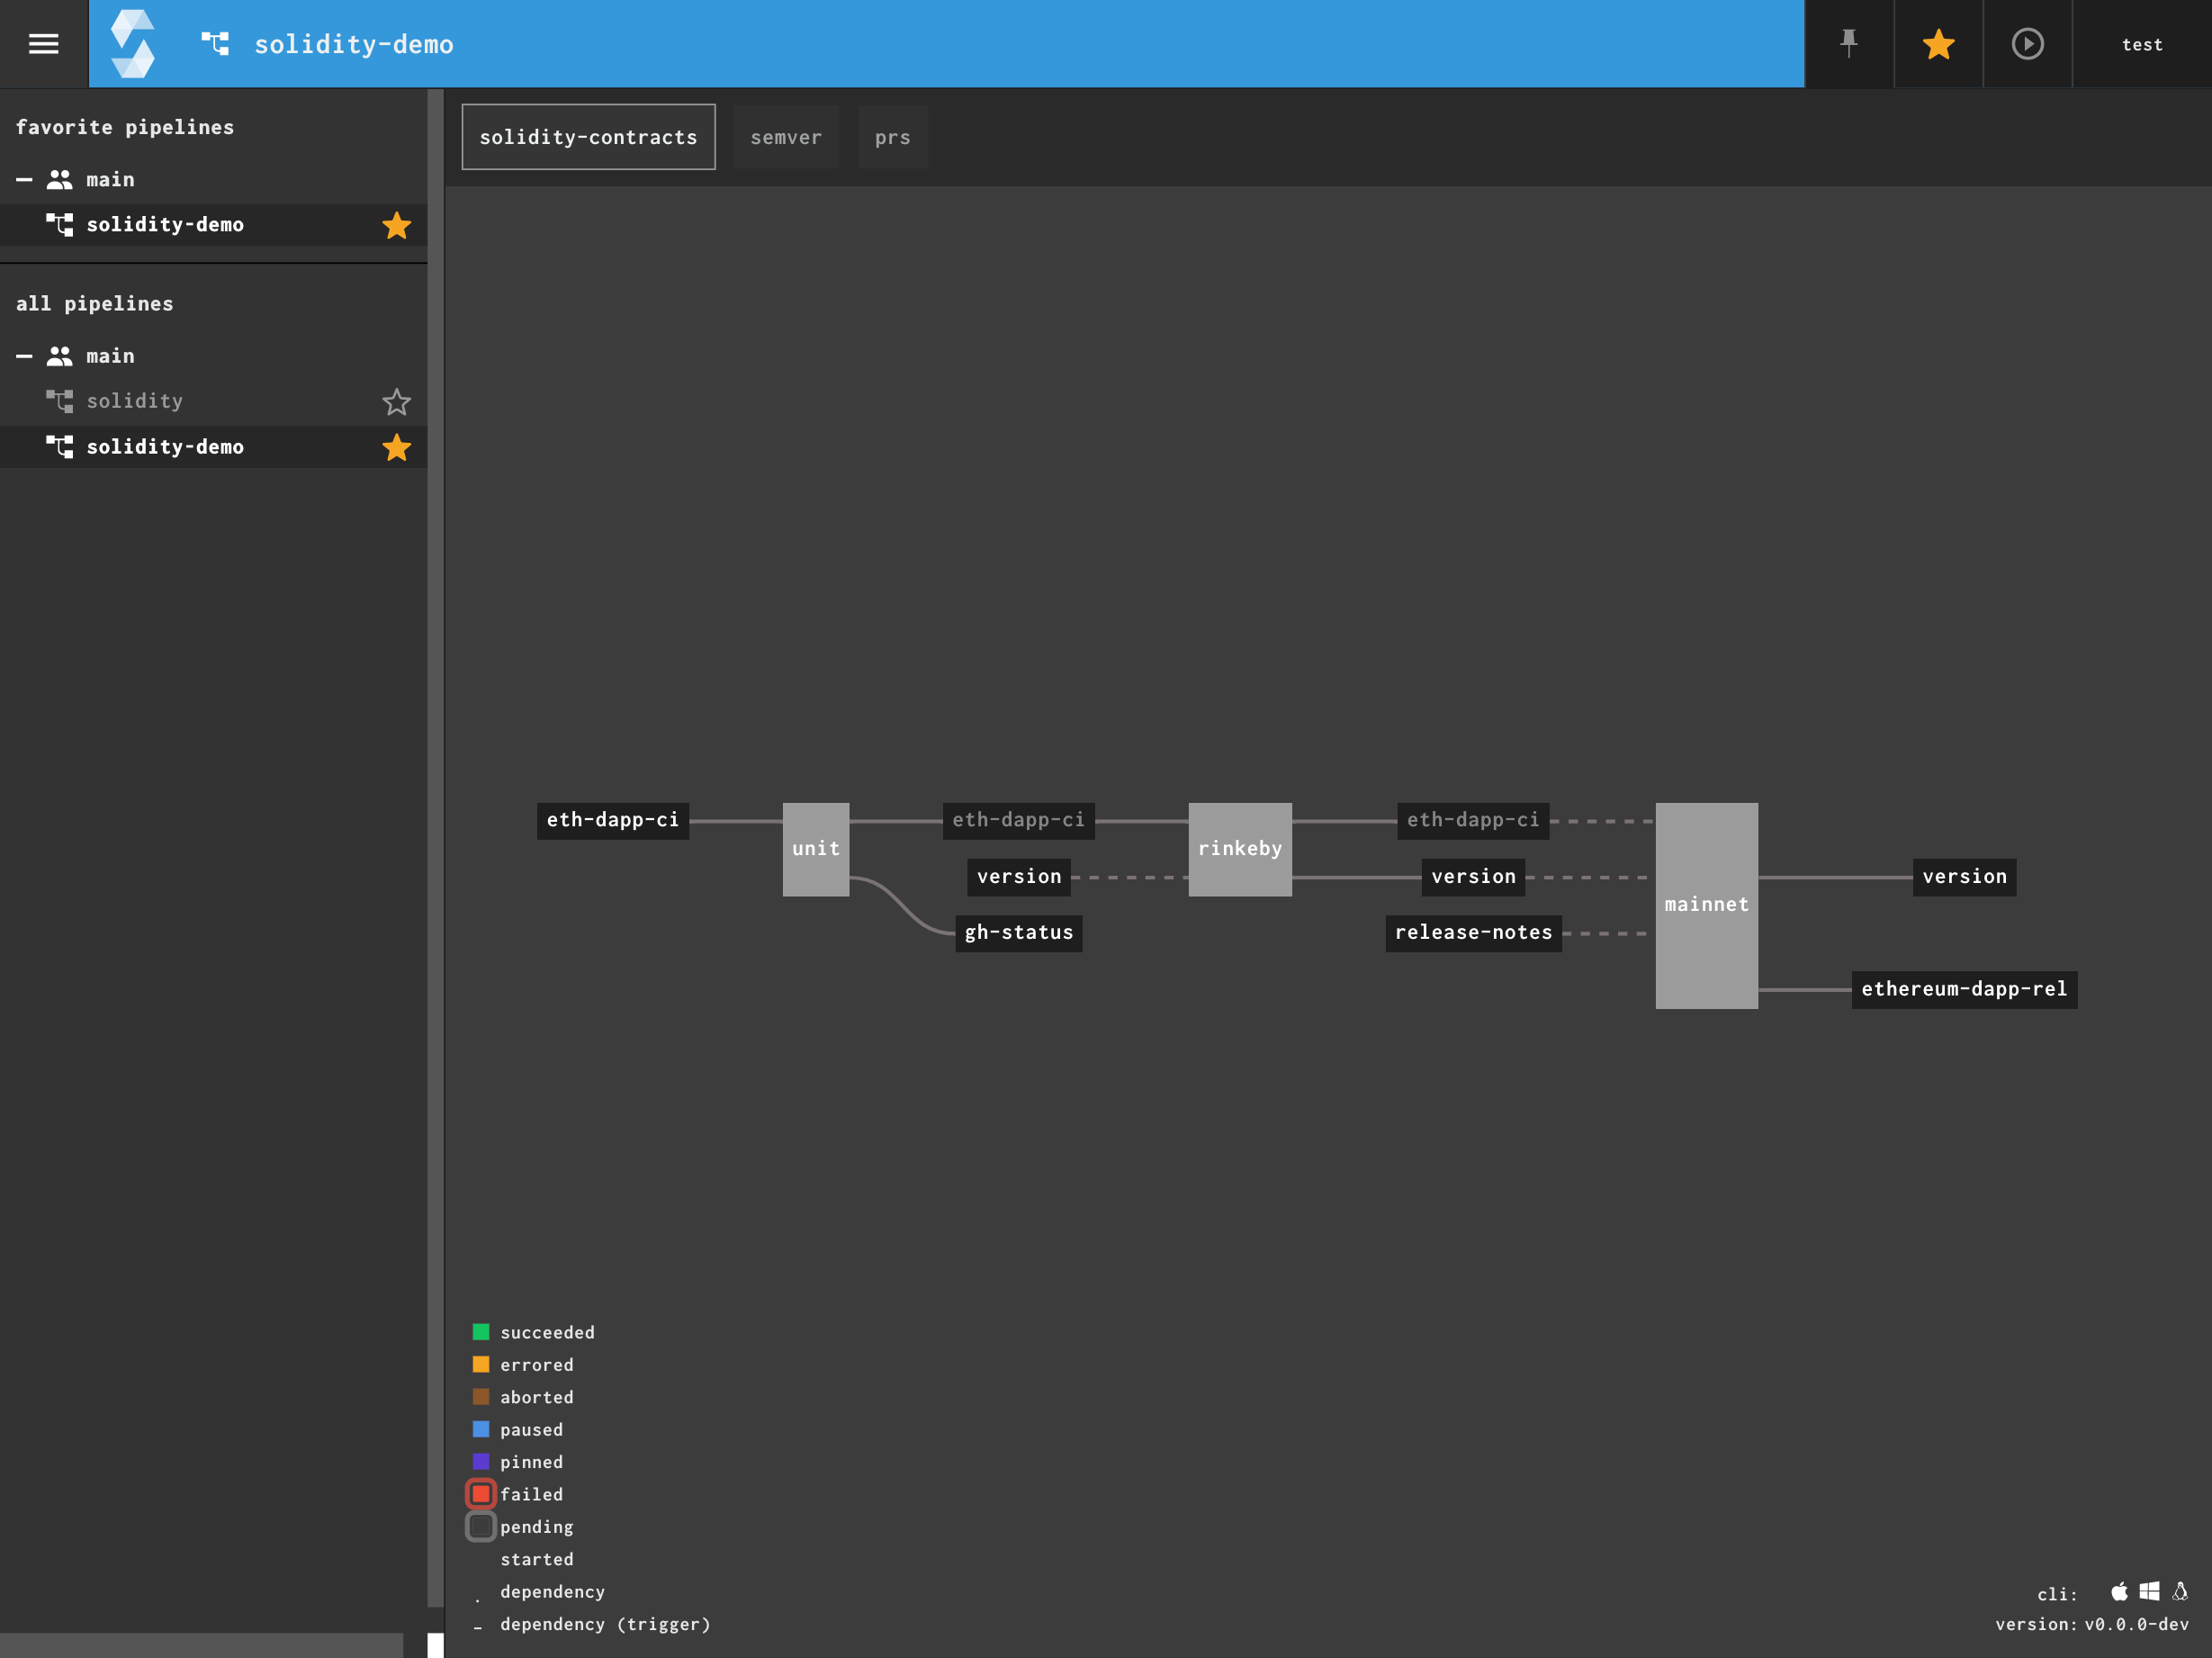 solidity-demo
test
favorite pipelines
main
solidity-demo
all pipelines
main
solidity
solidity-demo
solidity-contracts
semver
prs
eth-dapp-ci
unit
eth-dapp-ci
version
gh-status
rinkeby
eth-dapp-ci
version
release-notes
mainnet
version
ethereum-dapp-rel
succeeded
errored
aborted
paused
pinned
failed
pending
started
dependency
dependency (trigger)
cli:
version: v0.0.0-dev